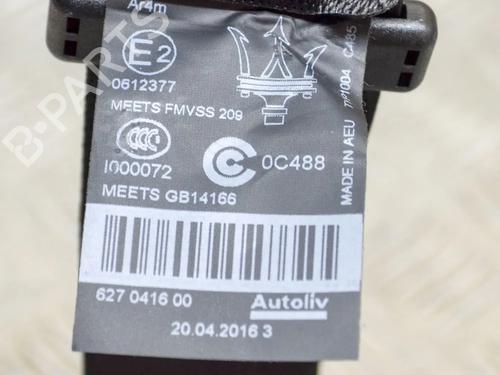 Ar4m
E2
0612377
MEETS FMVSS 209
CCC
I000072
C 0C488
MEETS GB14166
MADE IN AEU
627 0416 00
Autoliv
20.04.2016 3
B-PARTS